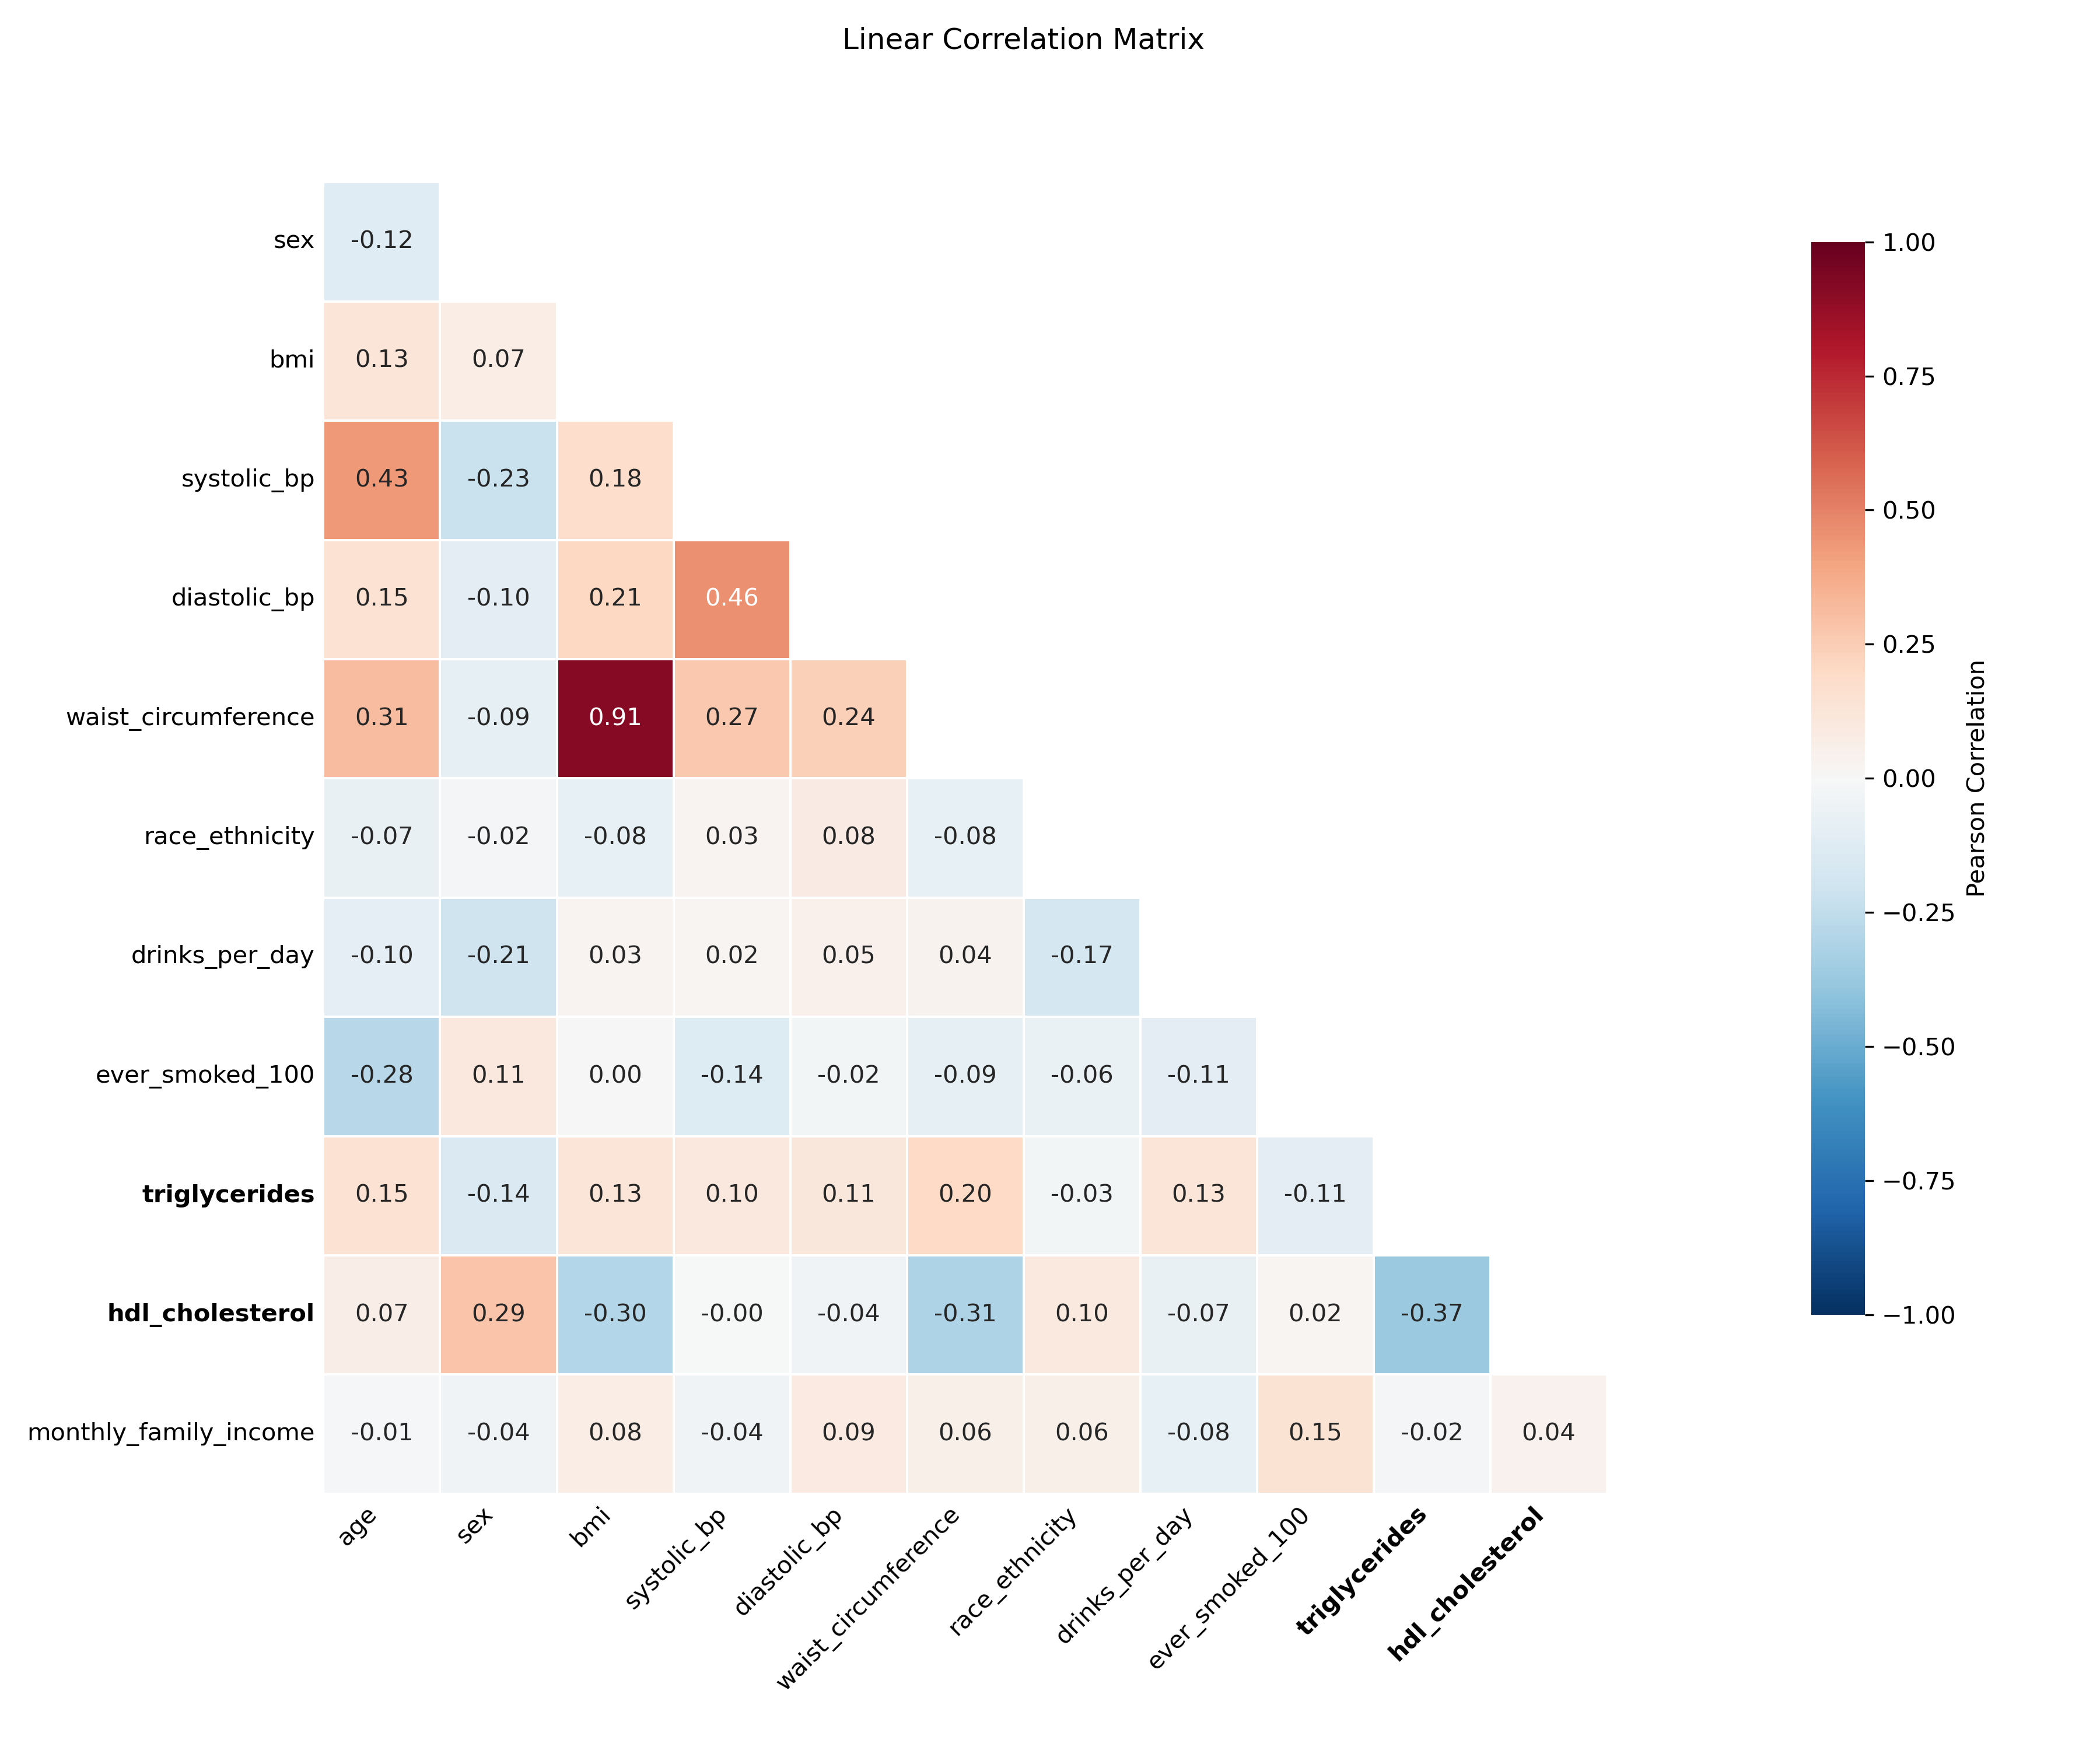 Linear Correlation Matrix
sex -0.12
bmi 0.13 0.07
systolic_bp 0.43 -0.23 0.18
diastolic_bp 0.15 -0.10 0.21 0.46
waist_circumference 0.31 -0.09 0.91 0.27 0.24
race_ethnicity -0.07 -0.02 -0.08 0.03 0.08 -0.08
drinks_per_day -0.10 -0.21 0.03 0.02 0.05 0.04 -0.17
ever_smoked_100 -0.28 0.11 0.00 -0.14 -0.02 -0.09 -0.06 -0.11
triglycerides 0.15 -0.14 0.13 0.10 0.11 0.20 -0.03 0.13 -0.11
hdl_cholesterol 0.07 0.29 -0.30 -0.00 -0.04 -0.31 0.10 -0.07 0.02 -0.37
monthly_family_income -0.01 -0.04 0.08 -0.04 0.09 0.06 0.06 -0.08 0.15 -0.02 0.04
age
sex
bmi
systolic_bp
diastolic_bp
waist_circumference
race_ethnicity
drinks_per_day
ever_smoked_100
triglycerides
hdl_cholesterol
1.00
0.75
0.50
0.25
0.00
−0.25
−0.50
−0.75
−1.00
Pearson Correlation